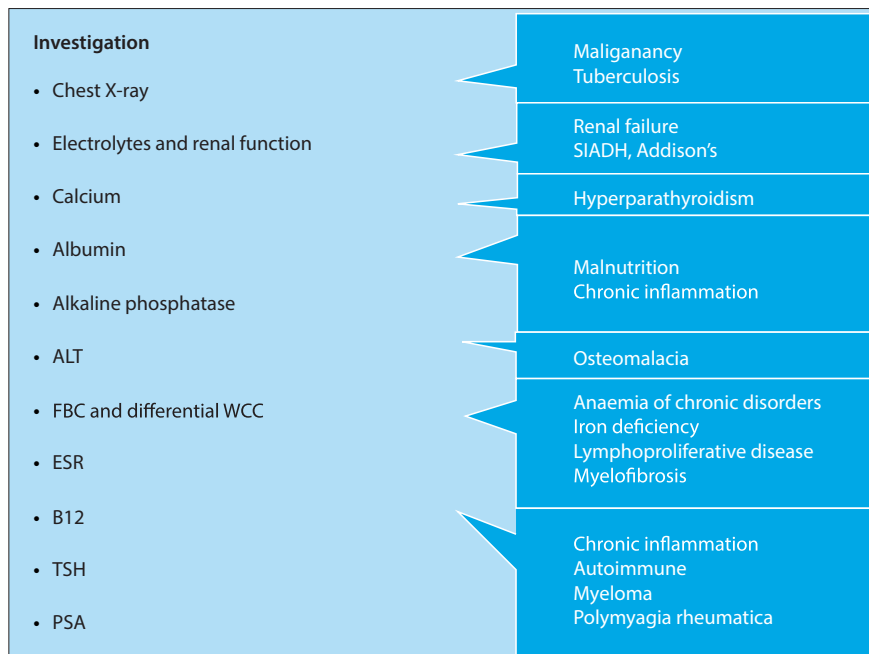 Investigation
• Chest X-ray
• Electrolytes and renal function
• Calcium
• Albumin
• Alkaline phosphatase
• ALT
• FBC and differential WCC
• ESR
• B12
• TSH
• PSA
Maliganancy
Tuberculosis
Renal failure
SIADH, Addison's
Hyperparathyroidism
Malnutrition
Chronic inflammation
Osteomalacia
Anaemia of chronic disorders
Iron deficiency
Lymphoproliferative disease
Myelofibrosis
Chronic inflammation
Autoimmune
Myeloma
Polymyagia rheumatica